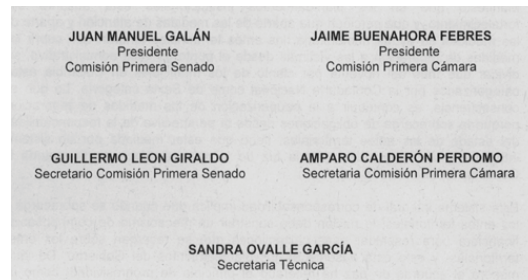 JUAN MANUEL GALÁN
Presidente
Comisión Primera Senado
JAIME BUENAHORA FEBRES
Presidente
Comisión Primera Cámara
GUILLERMO LEON GIRALDO
Secretario Comisión Primera Senado
AMPARO CALDERÓN PERDOMO
Secretaria Comisión Primera Cámara
SANDRA OVALLE GARCÍA
Secretaria Técnica